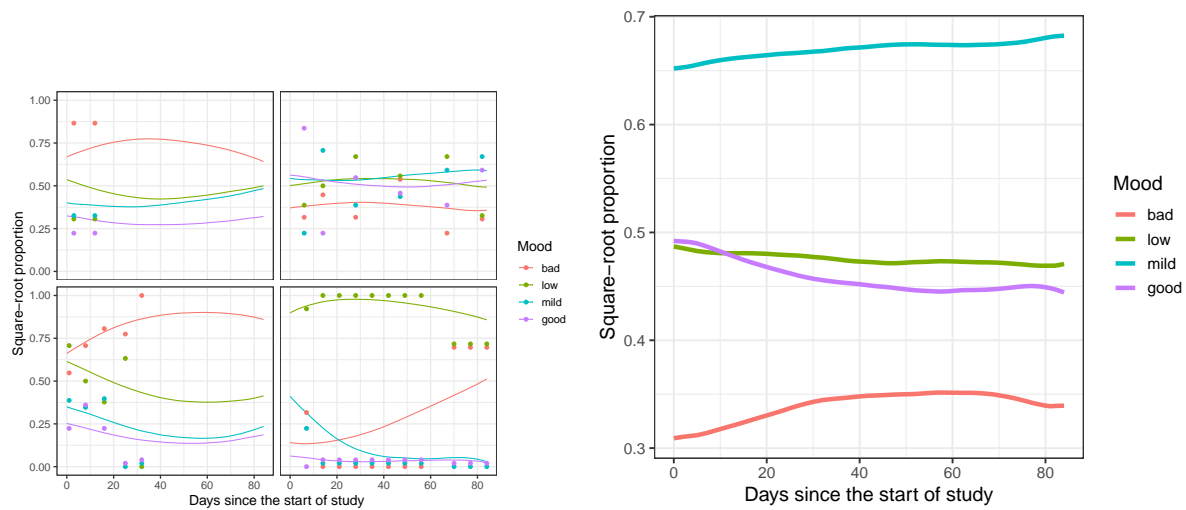 1.00
0.75
0.50
0.25
0.00
1.00
0.75
0.50
0.25
0.00
0 20 40 60 80
0 20 40 60 80
Days since the start of study
Square−root proportion
Mood
bad
low
mild
good
0.7
0.6
0.5
0.4
0.3
0 20 40 60 80
Days since the start of study
Square−root proportion
Mood
bad
low
mild
good